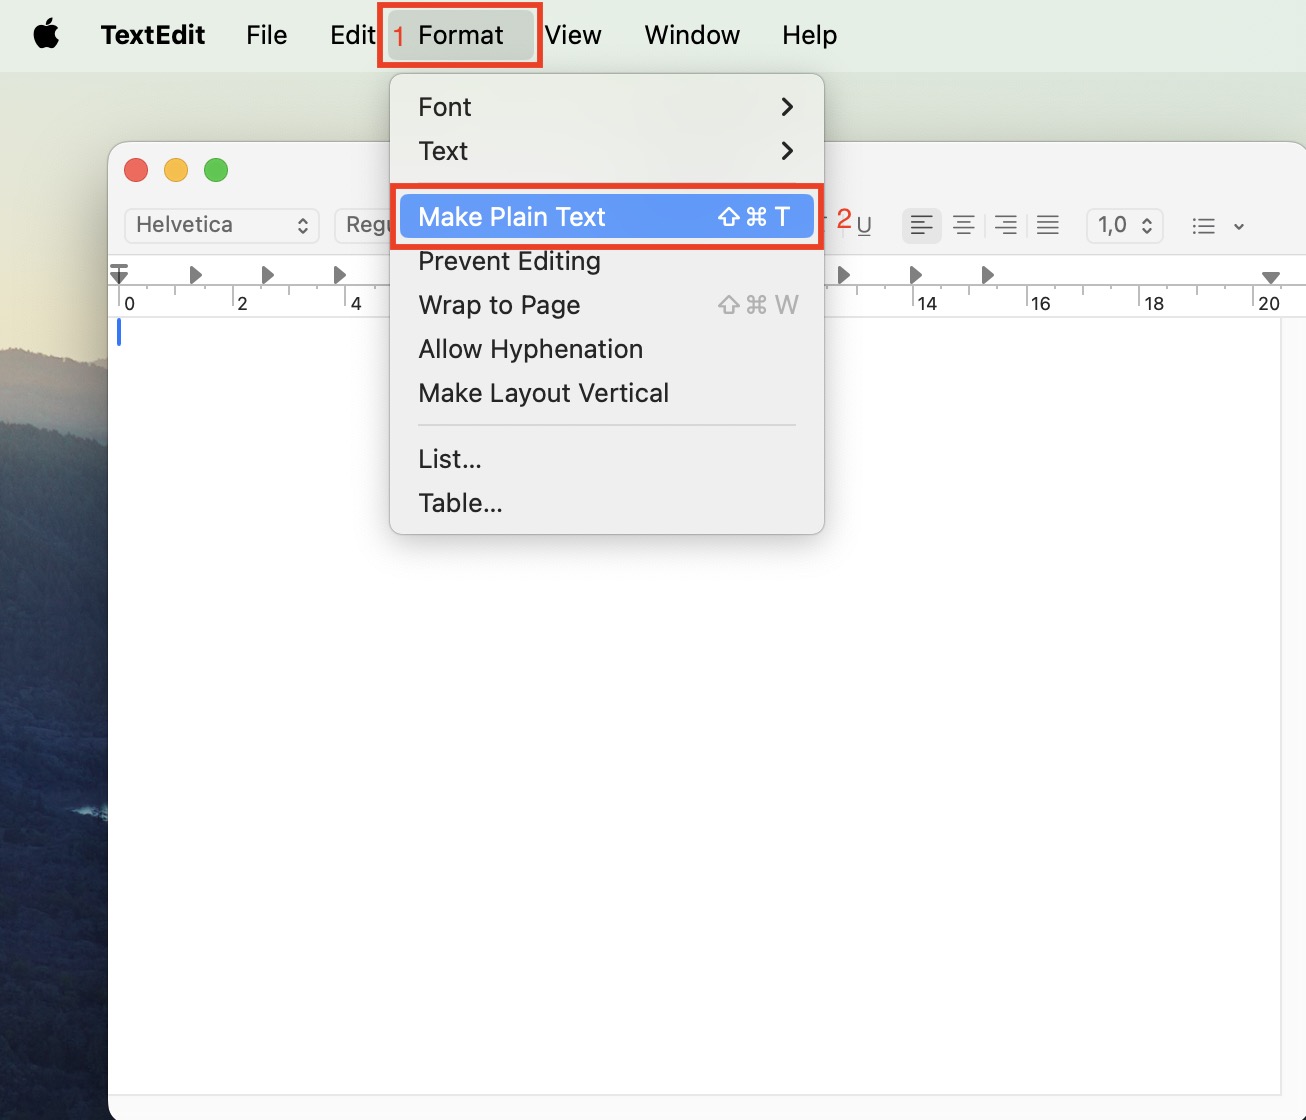 TextEdit File Edit 1 Format View Window Help
Font
Text
Make Plain Text ⇧⌘T
Prevent Editing
Wrap to Page ⇧⌘W
Allow Hyphenation
Make Layout Vertical
List...
Table...
Helvetica Regu 2 U 1,0
0 2 4 14 16 18 20